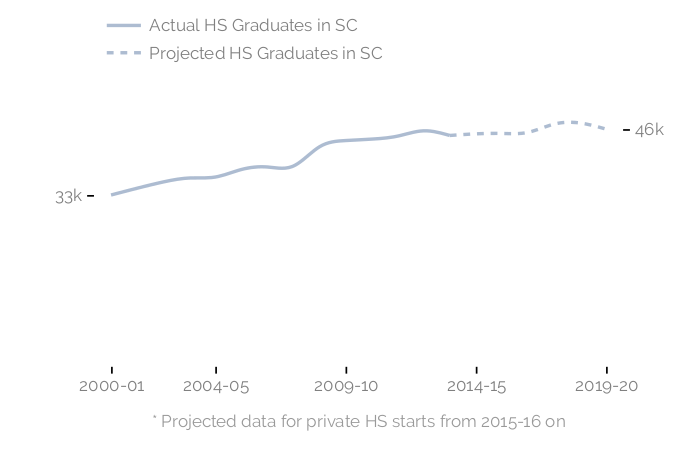 Actual HS Graduates in SC
Projected HS Graduates in SC
46k
33k
2000-01 2004-05 2009-10 2014-15 2019-20
* Projected data for private HS starts from 2015-16 on